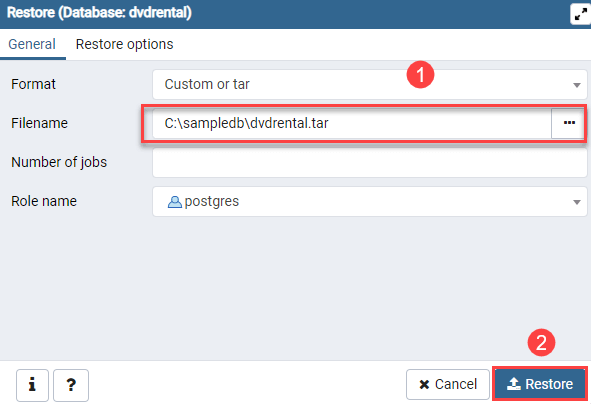 Restore (Database: dvdrental)
General Restore options
1
Format Custom or tar
Filename C:\sampledb\dvdrental.tar •••
Number of jobs
Role name postgres
2
i ? Cancel Restore